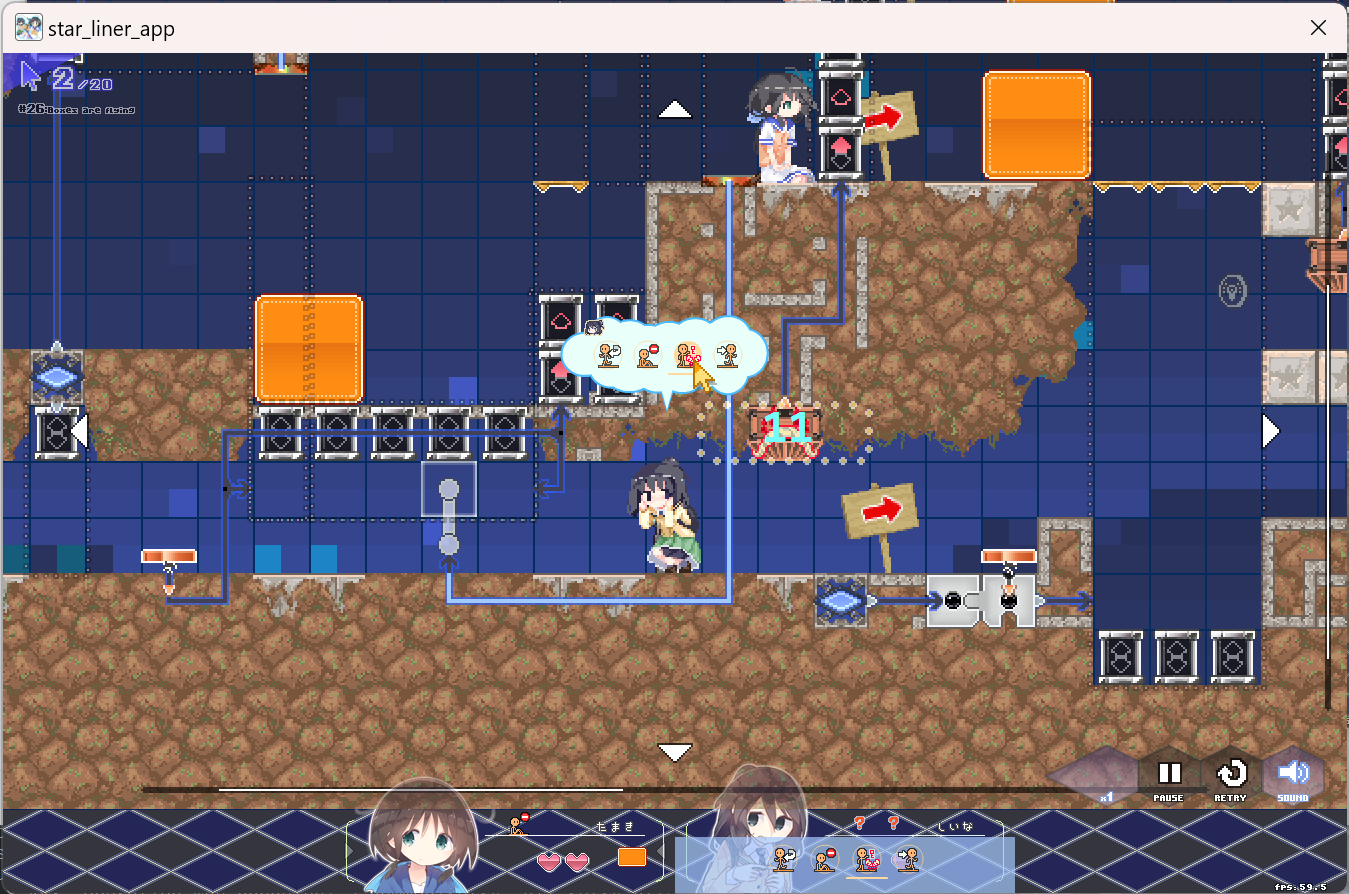 star_liner_app
2/20
#26:Boxes are flying
11
x1
PAUSE
RETRY
SOUND
たまき
? ?
しいな
fps:59.5